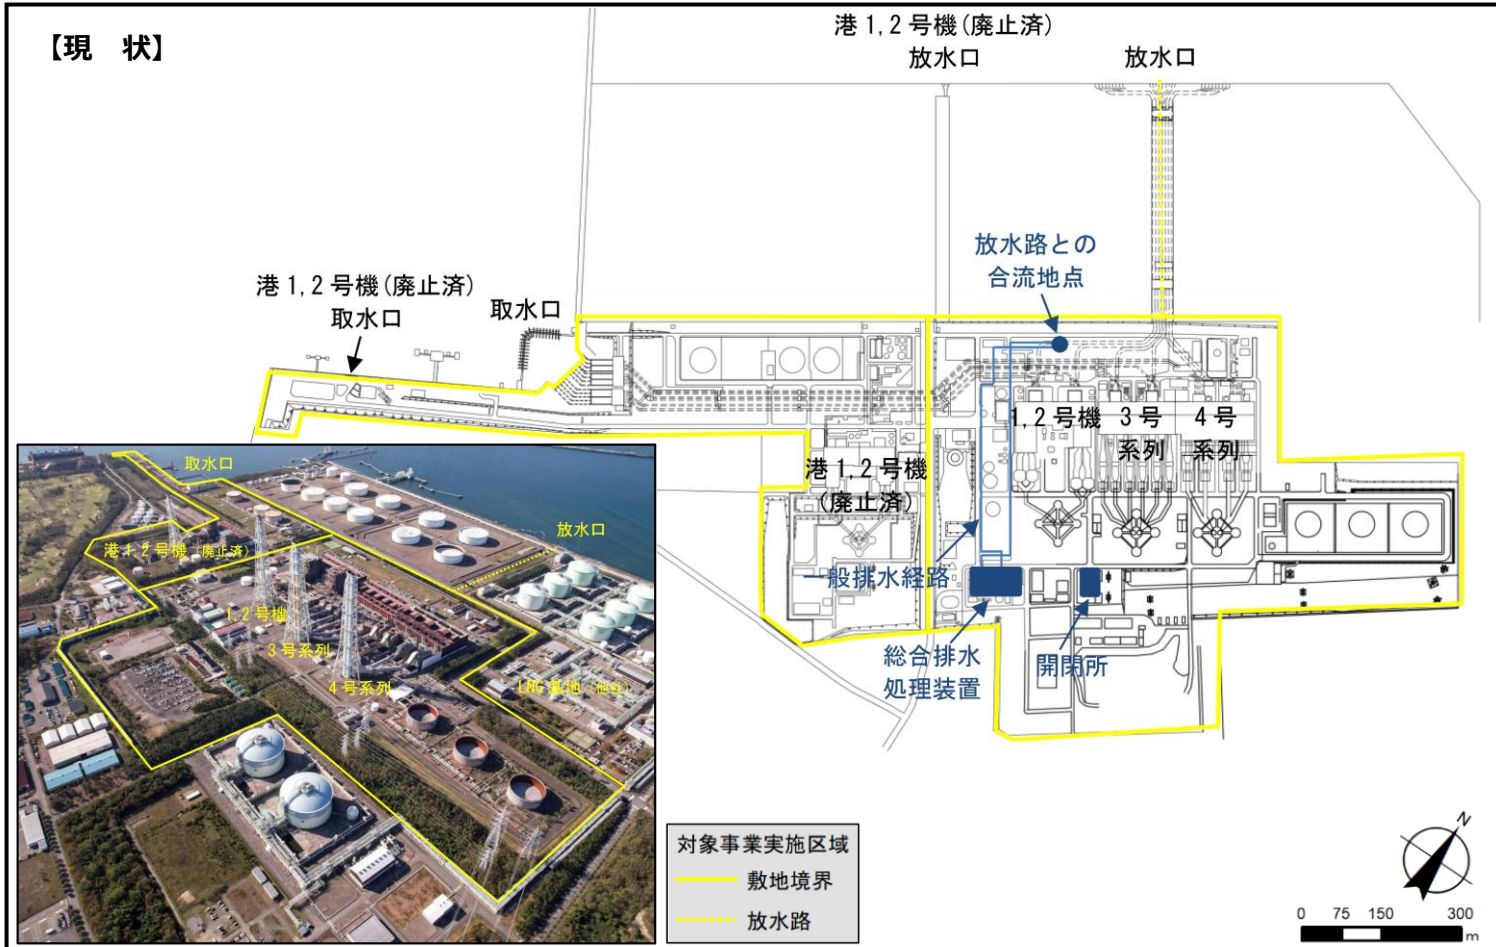 【現　状】
港 1, 2 号機(廃止済)
放水口
放水口
放水路との
合流地点
港 1, 2 号機(廃止済)
取水口
取水口
1, 2 号機
3 号
系列
4 号
系列
港 1, 2 号機
(廃止済)
一般排水経路
総合排水
処理装置
開閉所
取水口
放水口
港 1, 2 号機 (廃止済)
1, 2 号機
3 号系列
4 号系列
LNG 基地 (他社)
対象事業実施区域
敷地境界
放水路
N
0 75 150 300
m